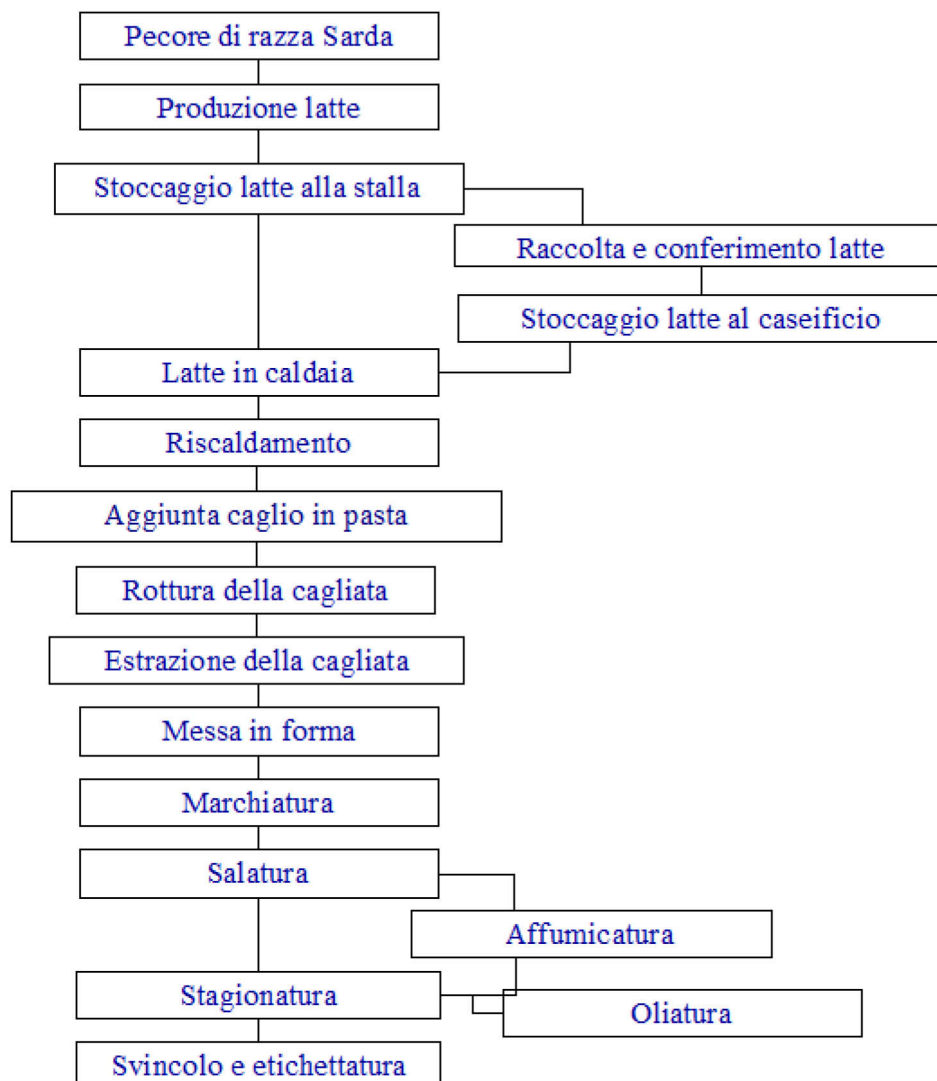 Pecore di razza Sarda
Produzione latte
Stoccaggio latte alla stalla
Raccolta e conferimento latte
Stoccaggio latte al caseificio
Latte in caldaia
Riscaldamento
Aggiunta caglio in pasta
Rottura della cagliata
Estrazione della cagliata
Messa in forma
Marchiatura
Salatura
Affumicatura
Stagionatura
Oliatura
Svincolo e etichettatura